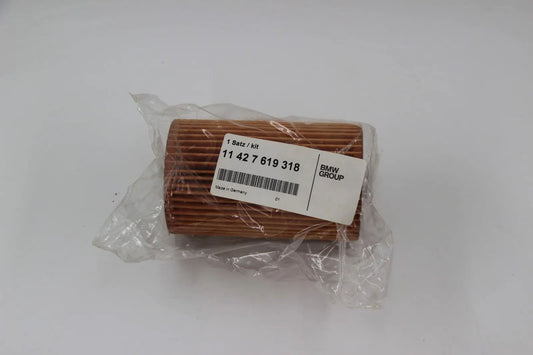 1 Satz / kit
11 42 7 619 318
BMW
GROUP
Made in Germany
01